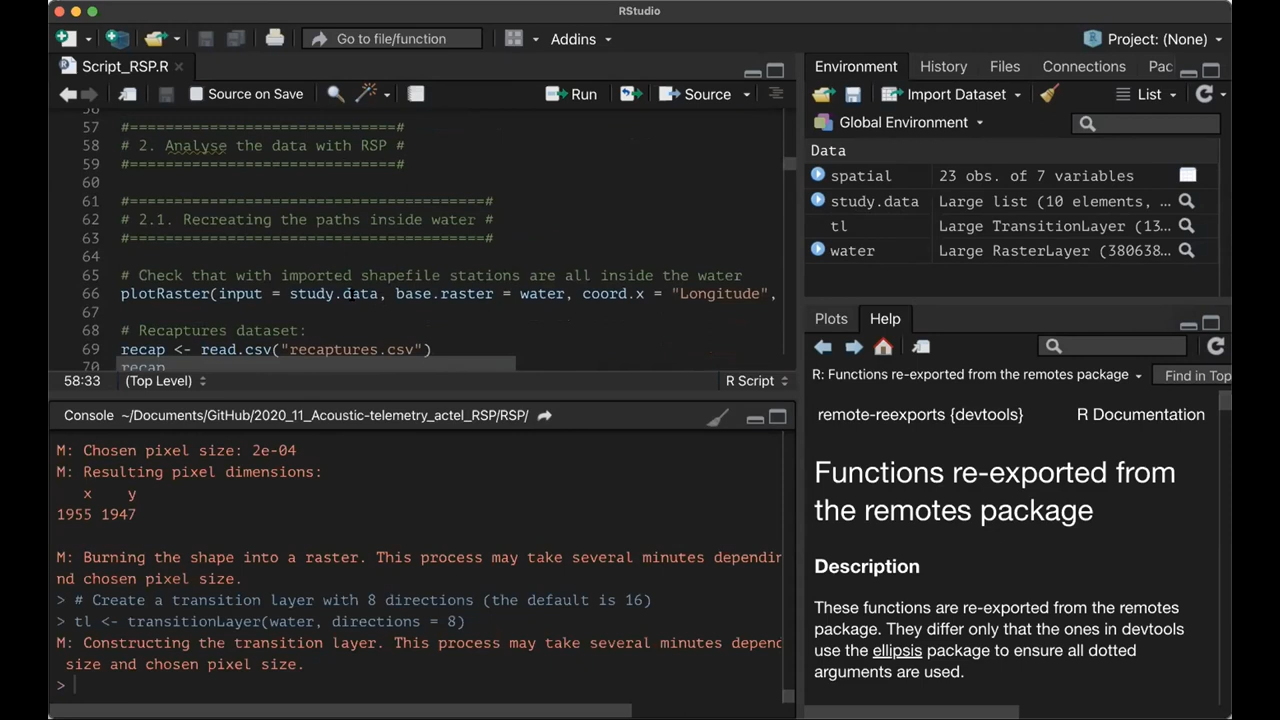 RStudio
Go to file/function
Addins
Project: (None)
Script_RSP.R
Source on Save
Run
Source
57 #==============================#
58 # 2. Analyse the data with RSP #
59 #==============================#
60
61 #========================================#
62 # 2.1. Recreating the paths inside water #
63 #========================================#
64
65 # Check that with imported shapefile stations are all inside the water
66 plotRaster(input = study.data, base.raster = water, coord.x = "Longitude",
67
68 # Recaptures dataset:
69 recap <- read.csv("recaptures.csv")
70 recap
58:33 (Top Level) R Script
Console ~/Documents/GitHub/2020_11_Acoustic-telemetry_actel_RSP/RSP/
M: Chosen pixel size: 2e-04
M: Resulting pixel dimensions:
x y
1955 1947
M: Burning the shape into a raster. This process may take several minutes dependin
nd chosen pixel size.
> # Create a transition layer with 8 directions (the default is 16)
> tl <- transitionLayer(water, directions = 8)
M: Constructing the transition layer. This process may take several minutes depend
size and chosen pixel size.
>
Environment History Files Connections Pac
Import Dataset List
Global Environment
Data
spatial 23 obs. of 7 variables
study.data Large list (10 elements, …
tl Large TransitionLayer (13…
water Large RasterLayer (380638…
Plots Help
R: Functions re-exported from the remotes package Find in Top
remote-reexports {devtools} R Documentation
Functions re-exported from
the remotes package
Description
These functions are re-exported from the remotes
package. They differ only that the ones in devtools
use the ellipsis package to ensure all dotted
arguments are used.